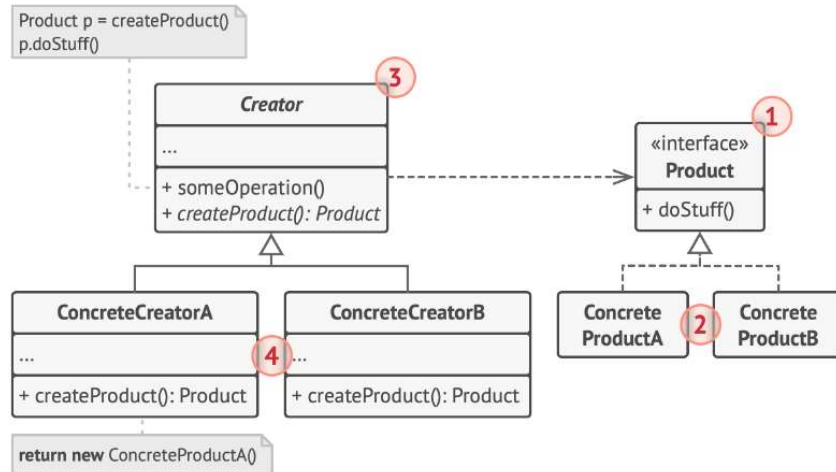 Product p = createProduct()
p.doStuff()
3
Creator
...
+ someOperation()
+ createProduct(): Product
1
«interface»
Product
+ doStuff()
ConcreteCreatorA
...
+ createProduct(): Product
4
ConcreteCreatorB
...
+ createProduct(): Product
Concrete
ProductA
2
Concrete
ProductB
return new ConcreteProductA()